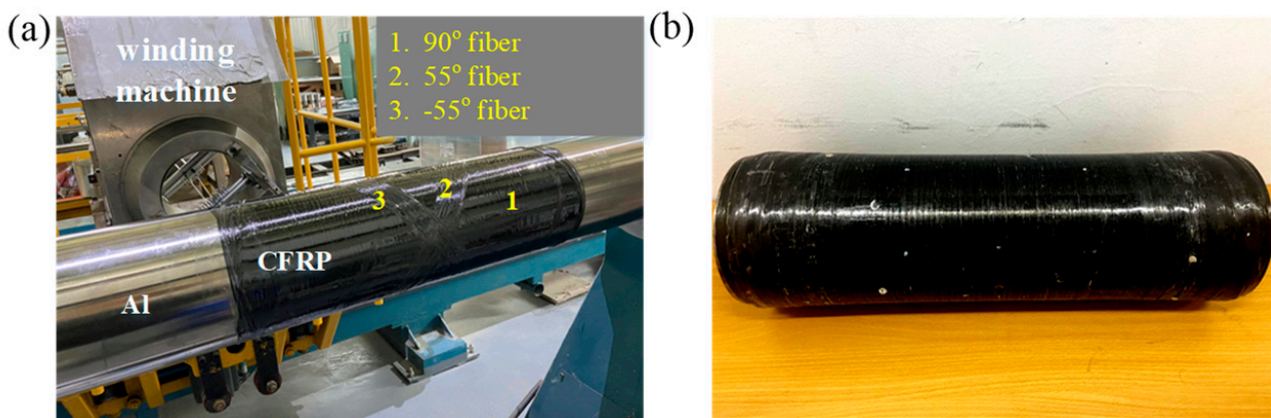 (a)
winding
machine
1. 90° fiber
2. 55° fiber
3. -55° fiber
3
2
1
CFRP
Al
(b)